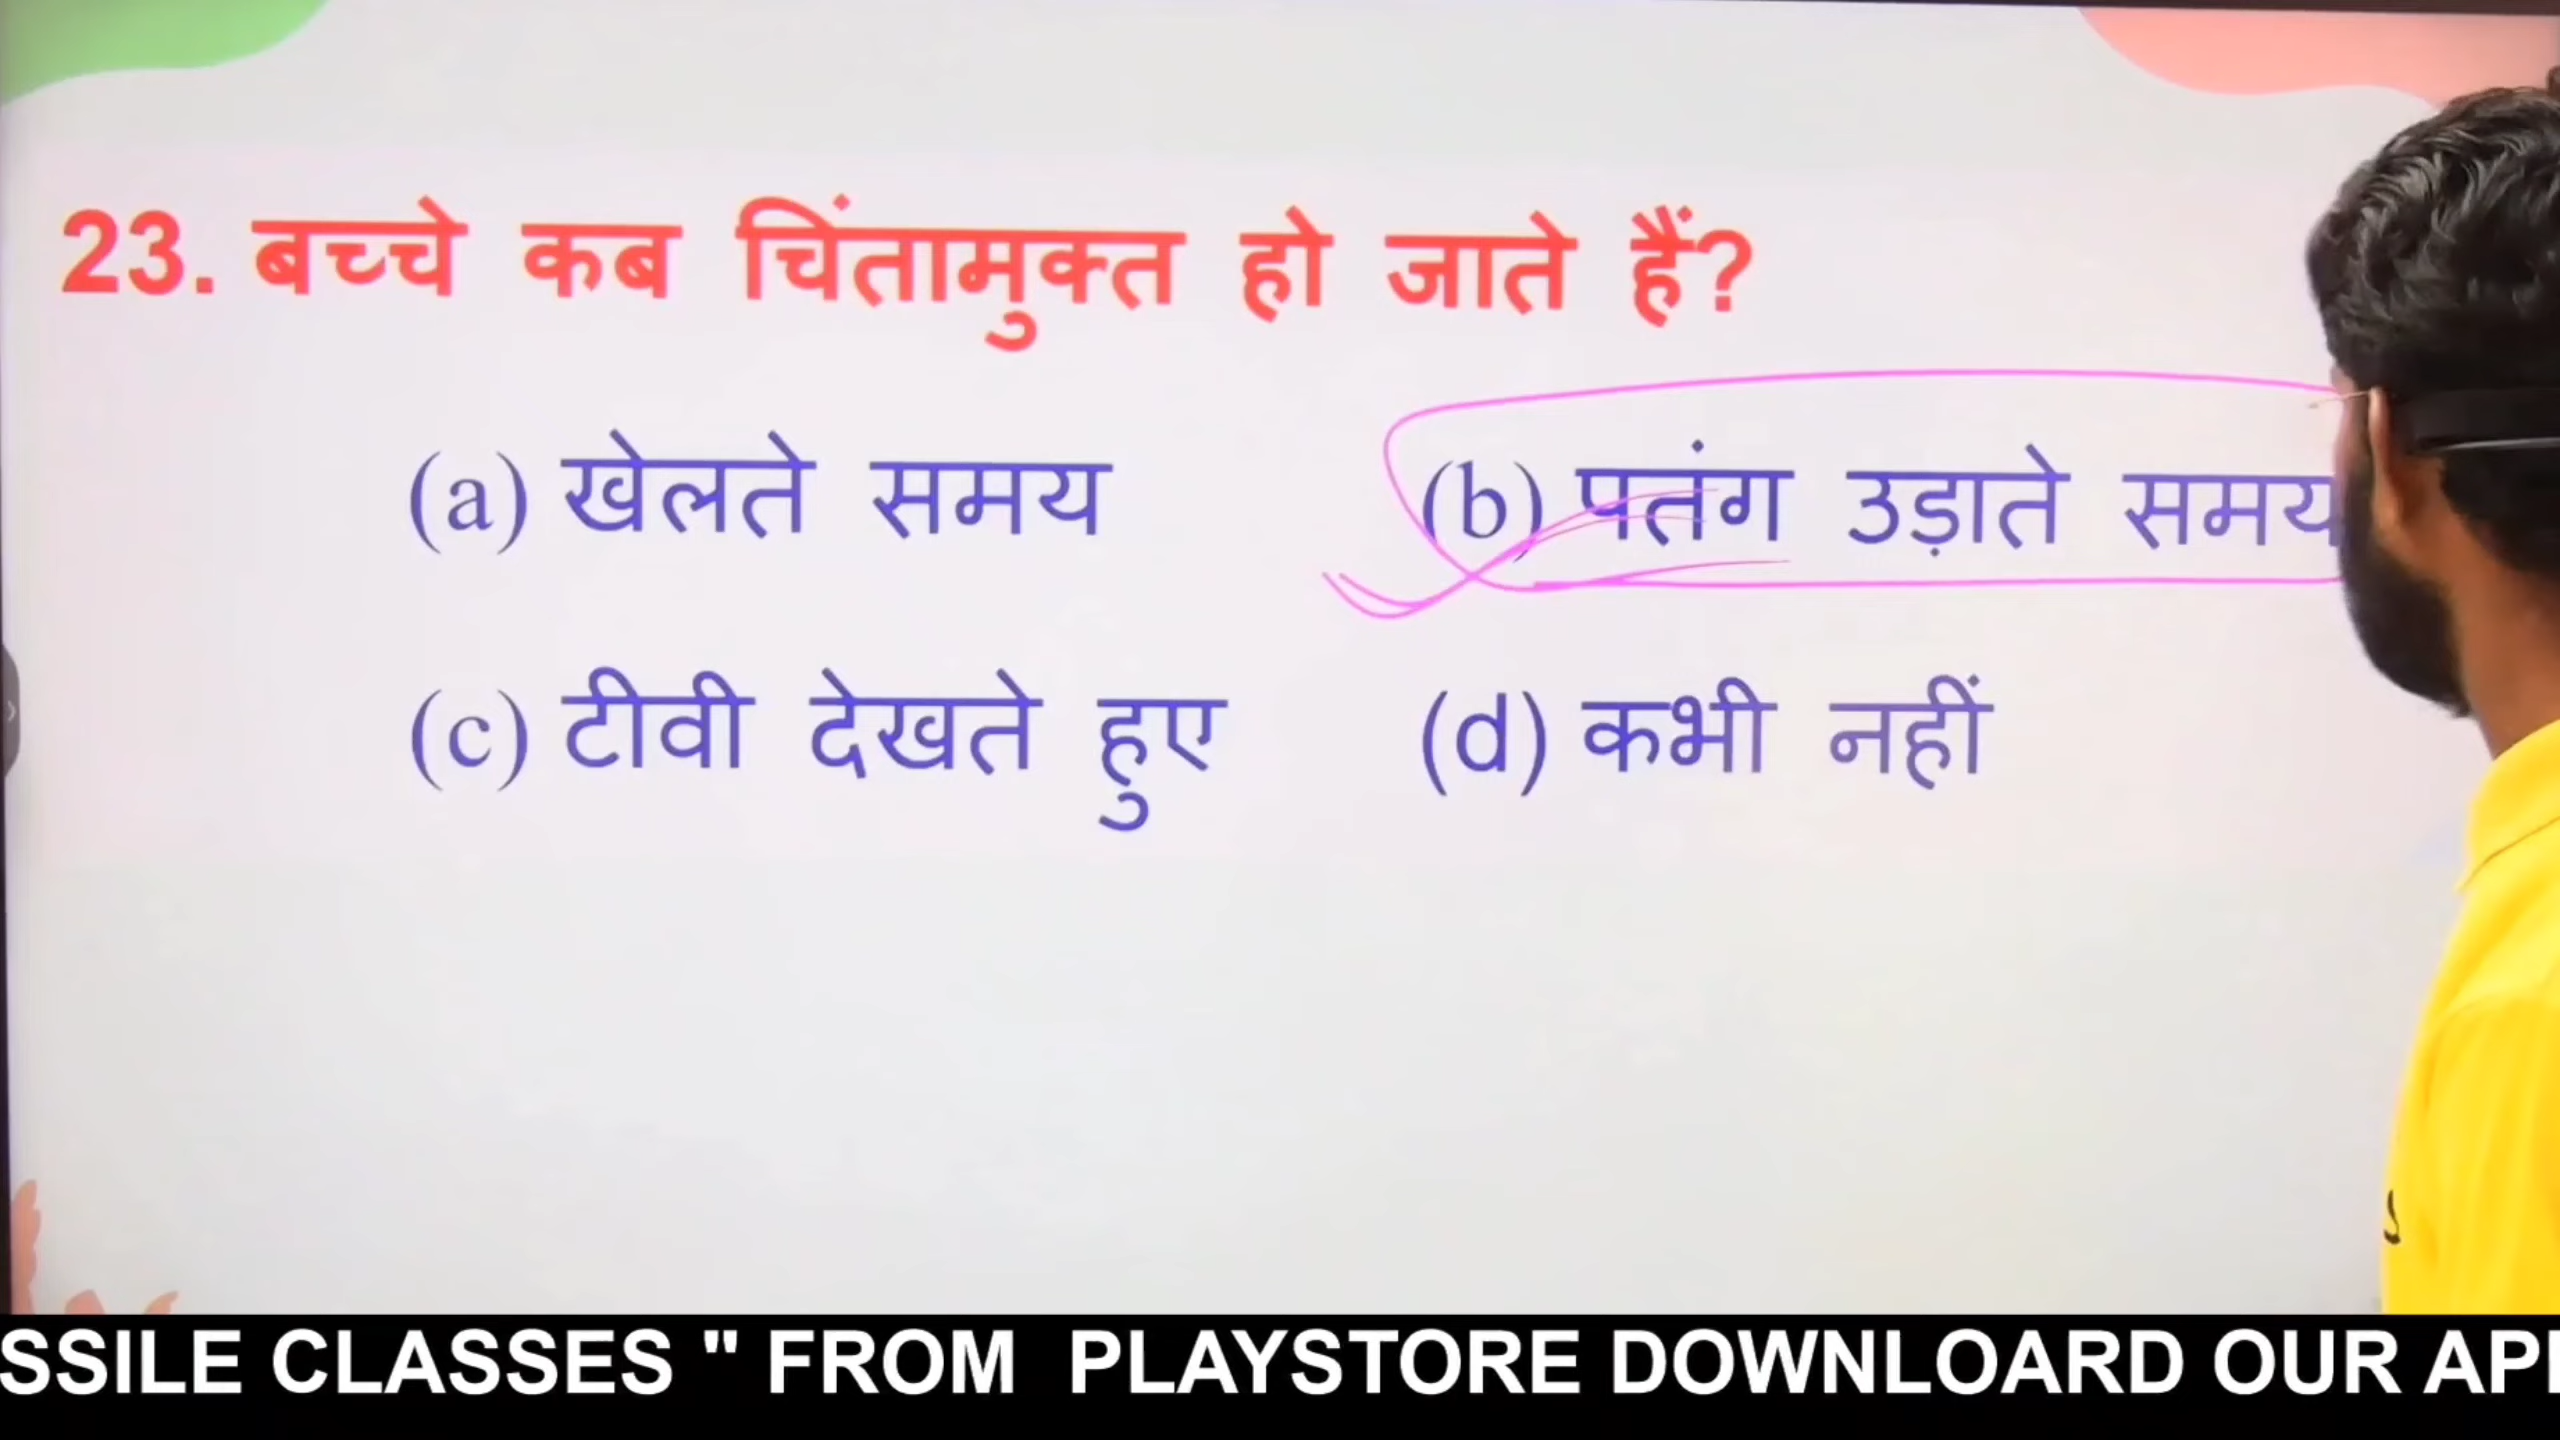 23. बच्चे कब चिंतामुक्त हो जाते हैं?
(a) खेलते समय (b) पतंग उड़ाते समय
(c) टीवी देखते हुए (d) कभी नहीं
SSILE CLASSES " FROM PLAYSTORE DOWNLOARD OUR AP